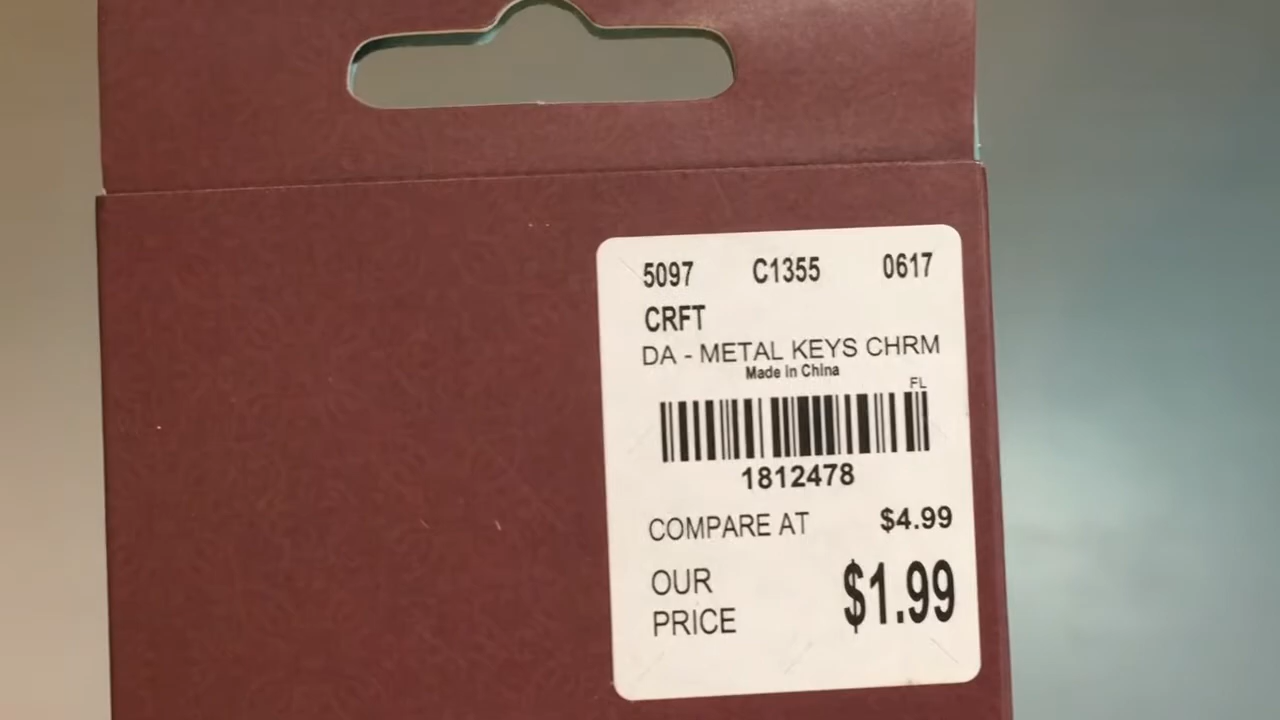 5097 C1355 0617
CRFT
DA - METAL KEYS CHRM
Made in China
FL
1812478
COMPARE AT $4.99
OUR
PRICE $1.99